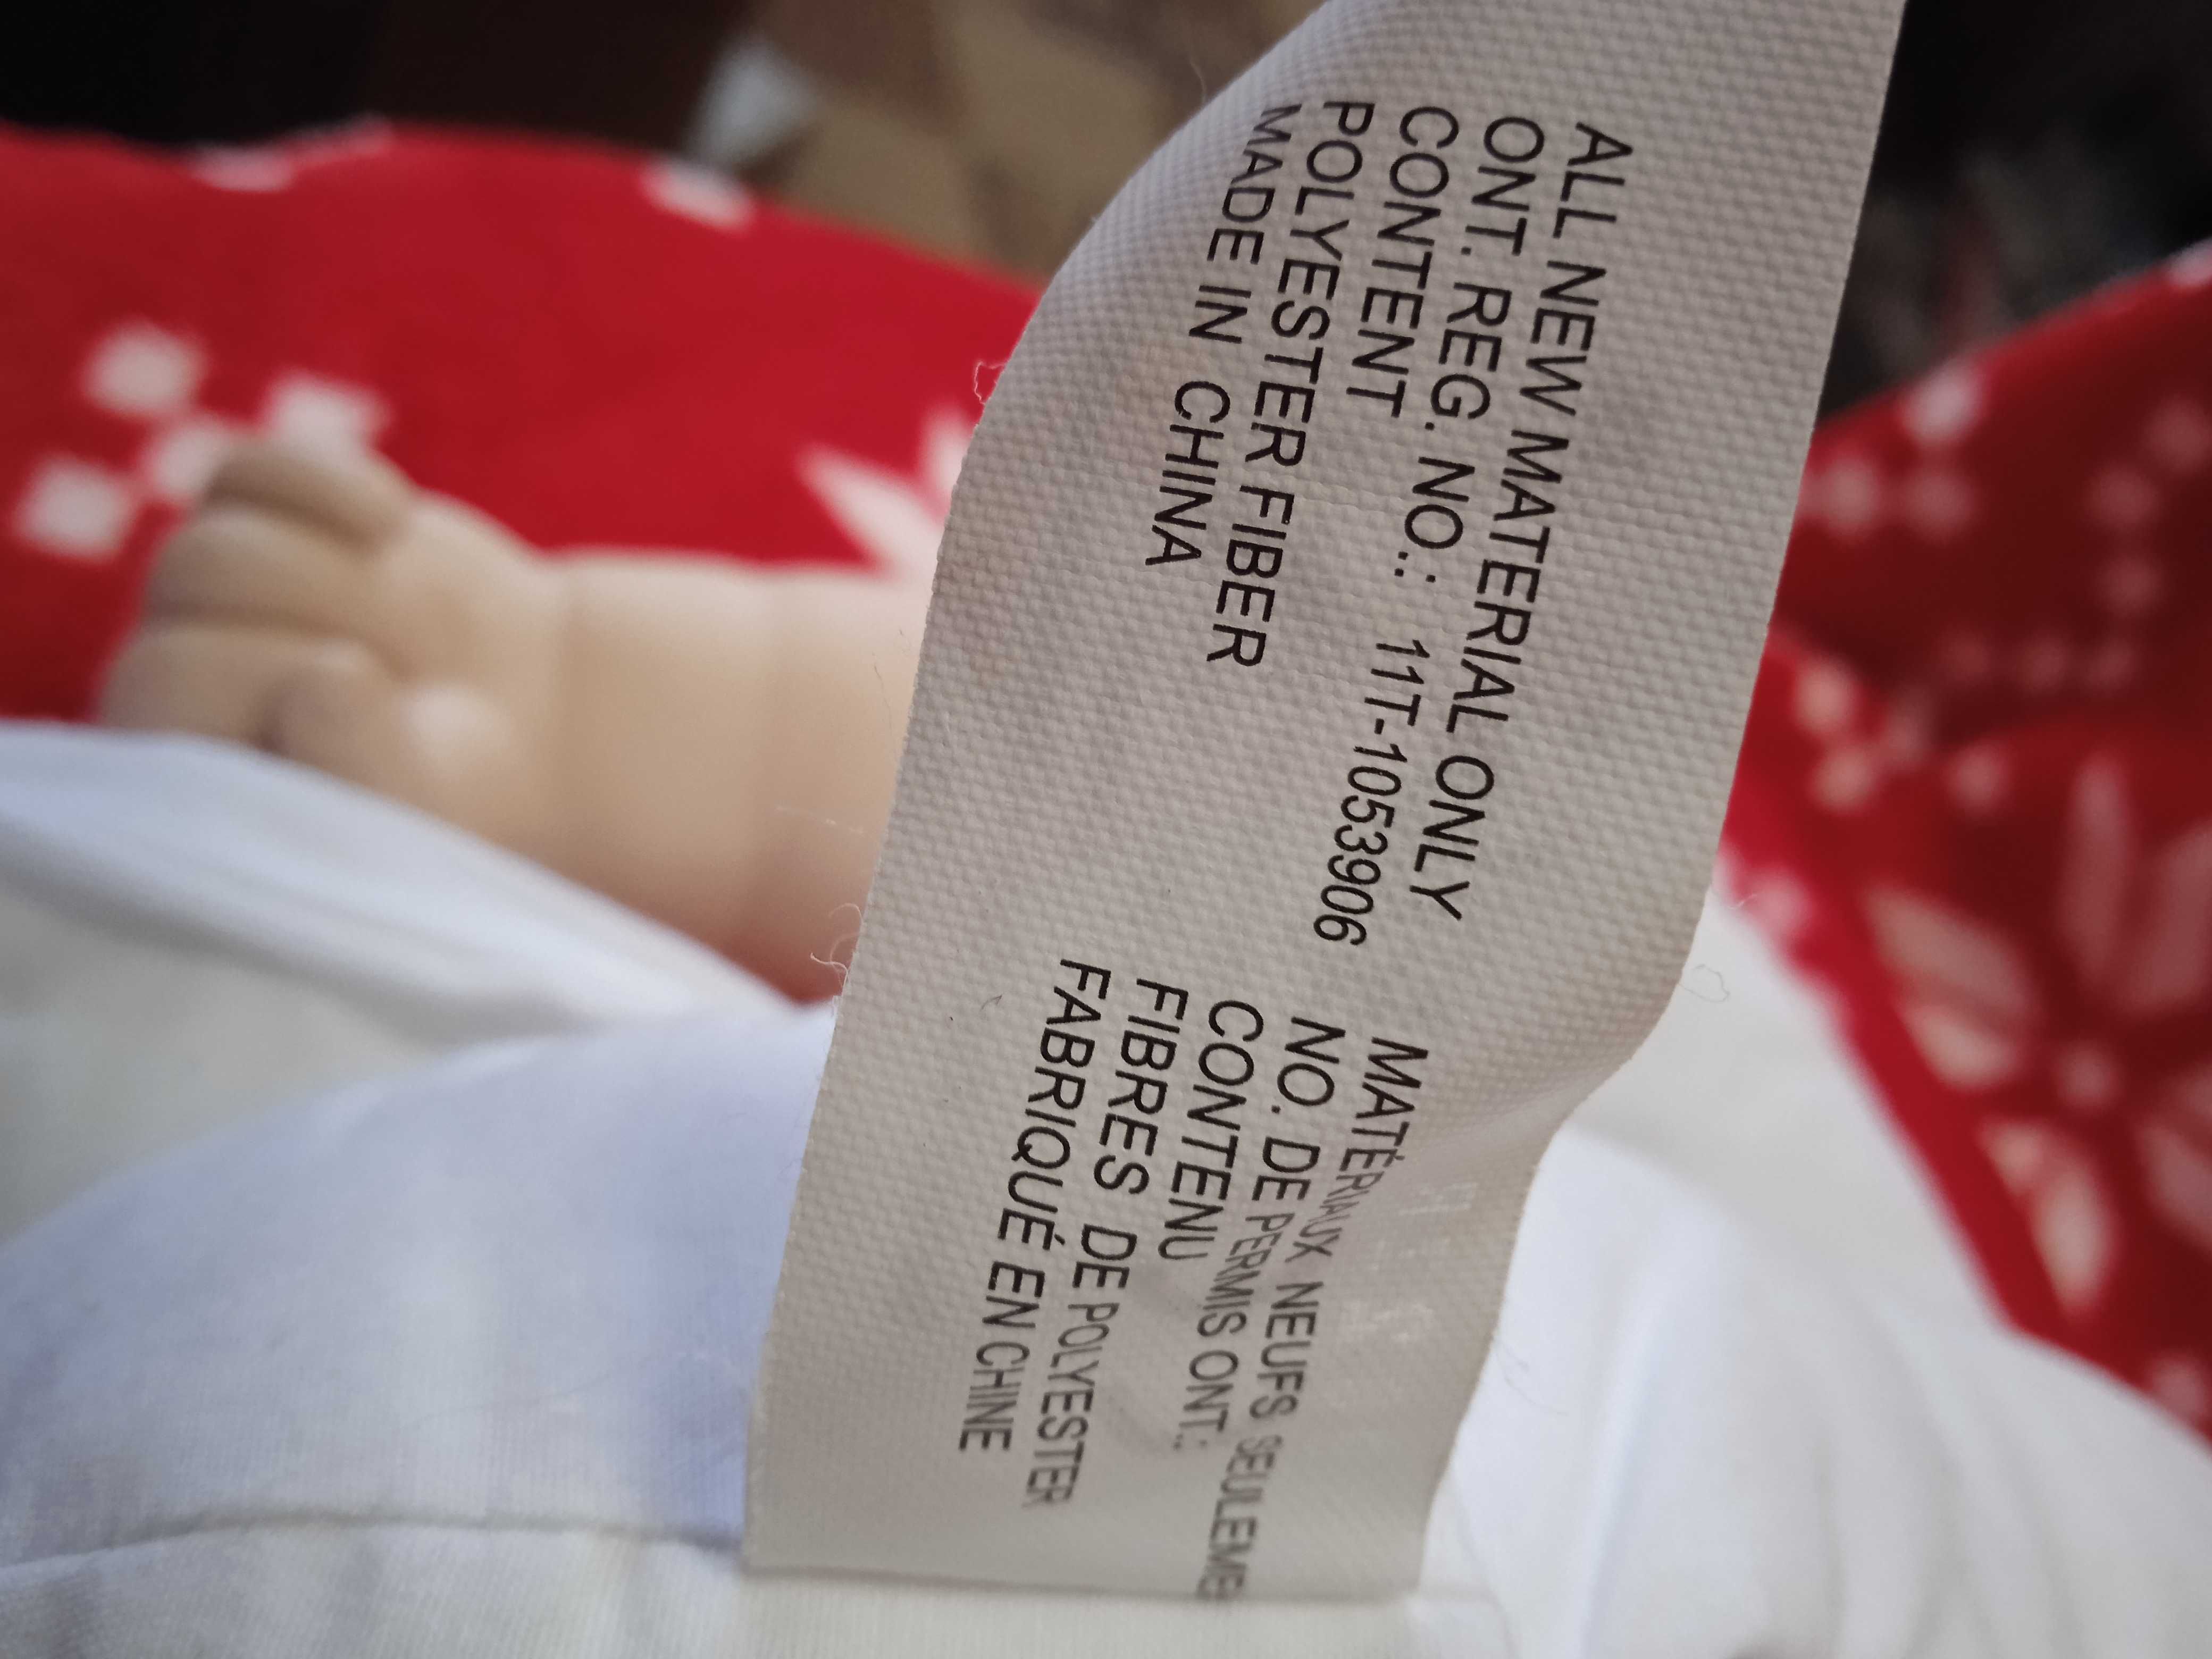 ALL NEW MATERIAL ONLY
ONT. REG. NO.: 11T-1053906
CONTENT
POLYESTER FIBER
MADE IN CHINA
MATÉRIAUX NEUFS SEULEMEN
NO. DE PERMIS ONT.:
CONTENU
FIBRES DE POLYESTER
FABRIQUÉ EN CHINE